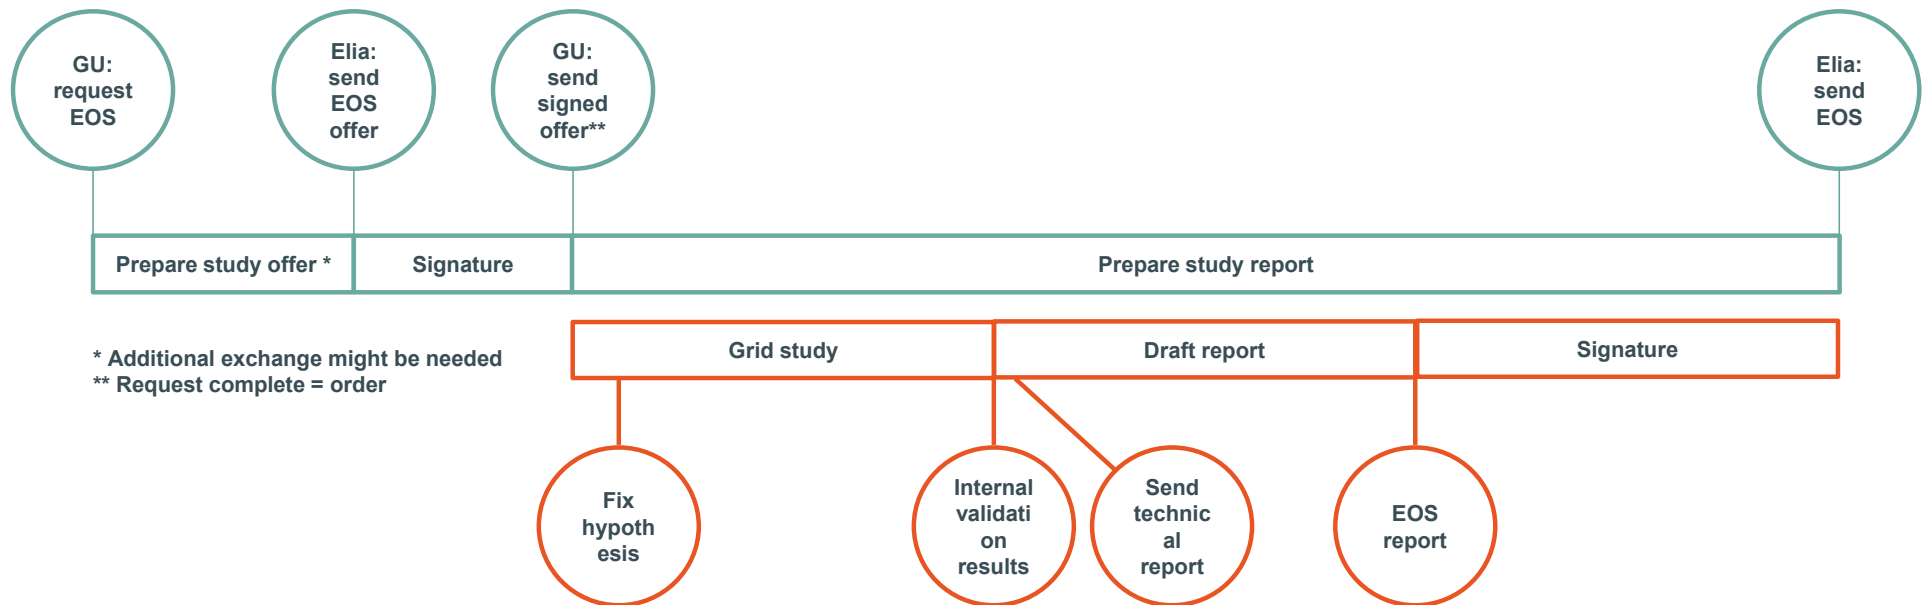 GU:
request
EOS
Elia:
send
EOS
offer
GU:
send
signed
offer**
Elia:
send
EOS
Prepare study offer *
Signature
Prepare study report
Grid study
Draft report
Signature
* Additional exchange might be needed
** Request complete = order
Fix
hypoth
esis
Internal
validati
on
results
Send
technic
al
report
EOS
report